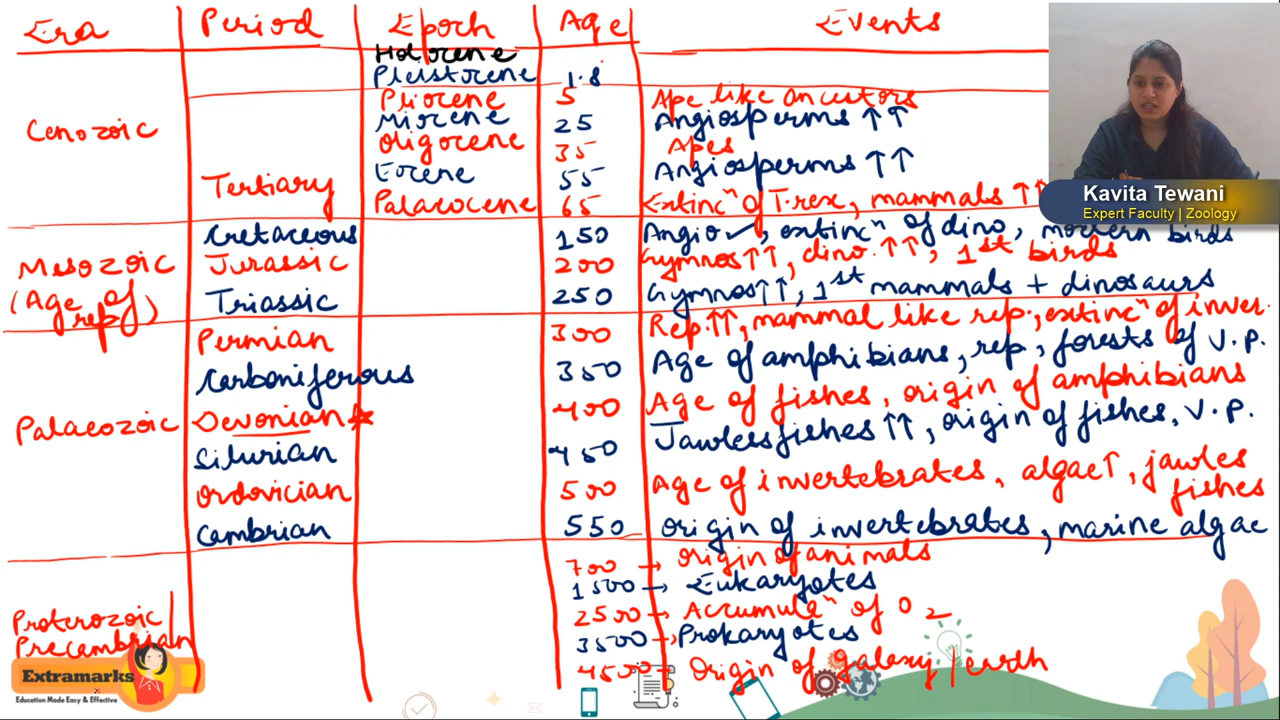 Era Period Epoch Age Events
Holocene
Pleistocene 1.8
Pliocene 5 Ape like ancestors
Miocene 25 Angiosperms ↑↑
Cenozoic Oligocene 35 Apes
Eocene 55 Angiosperms ↑↑
Tertiary Palaeocene 65 Extincⁿ of T-rex, mammals ↑↑
Kavita Tewani
Expert Faculty | Zoology
Cretaceous 150 Angio ✓, extincⁿ of dino, modern birds
Mesozoic Jurassic 200 Gymnos ↑↑, dino. ↑↑, 1st birds
(Age of rep) Triassic 250 Gymnos ↑↑, 1st mammals + dinosaurs
Permian 300 Rep. ↑↑, mammal like rep., extincⁿ of inver.
Carboniferous 350 Age of amphibians, rep, forests of V.P.
Palaeozoic Devonian ☆ 400 Age of fishes, origin of amphibians
Silurian 450 Jawless fishes ↑↑, origin of fishes, V.P.
Ordovician 500 Age of invertebrates, algae ↑, jawles fishes
Cambrian 550 origin of invertebrates, marine algae
700 → Origin of animals
1500 → Eukaryotes
Proterozoic/ 2500 → Accumulaⁿ of O2
Precambrian 3500 → Prokaryotes
4500 → Origin of Galaxy / earth
Extramarks
Education Made Easy & Effective